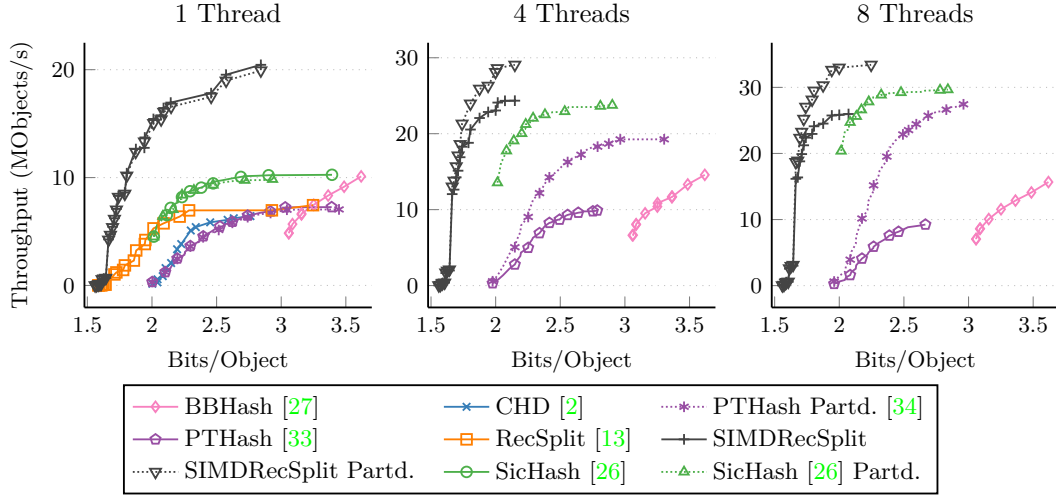 1 Thread 4 Threads 8 Threads
Throughput (MObjects/s)
20
10
0
30
20
10
0
30
20
10
0
1.5 2 2.5 3 3.5
1.5 2 2.5 3 3.5
1.5 2 2.5 3 3.5
Bits/Object Bits/Object Bits/Object
BBHash [27] CHD [2] PTHash Partd. [34]
PTHash [33] RecSplit [13] SIMDRecSplit
SIMDRecSplit Partd. SicHash [26] SicHash [26] Partd.